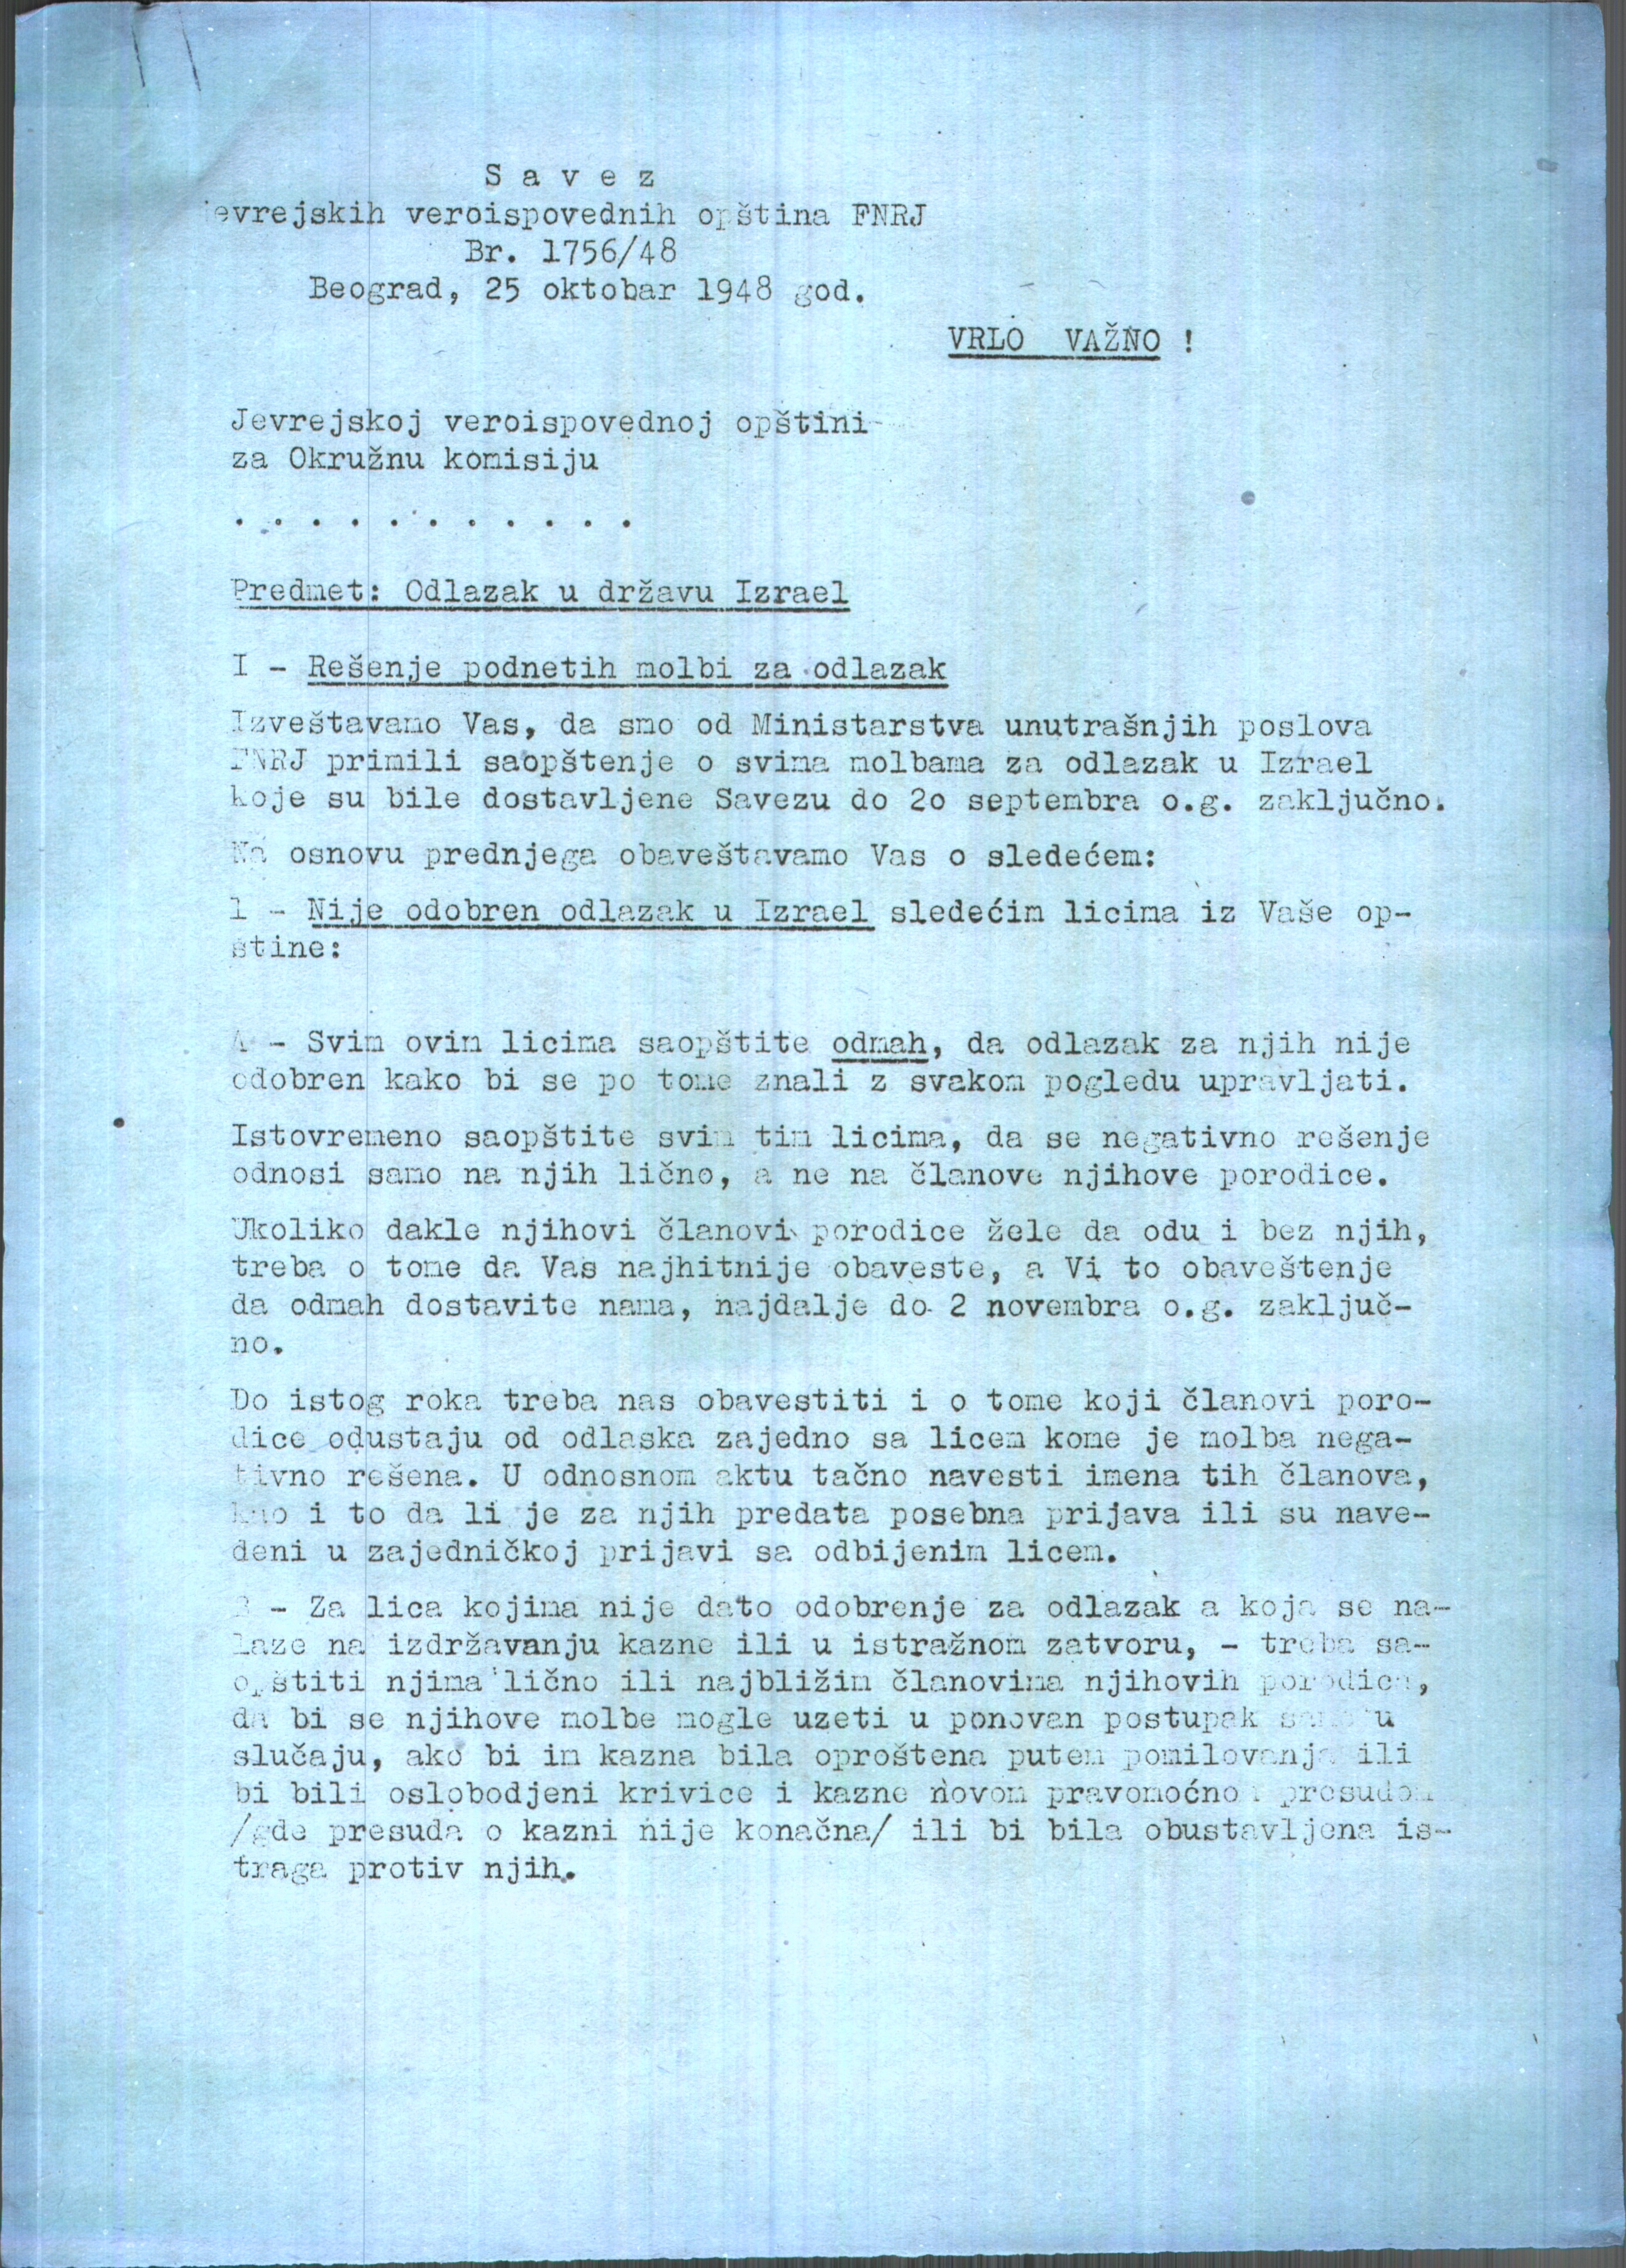 S a v e z
jevrejskih veroispovednih opština FNRJ
Br. 1756/48
Beograd, 25 oktobar 1948 god.
VRLO VAŽNO !
Jevrejskoj veroispovednoj opštini
za Okružnu komisiju
. . . . . . . . . . .
Predmet: Odlazak u državu Izrael
I - Rešenje podnetih molbi za odlazak
Izveštavamo Vas, da smo od Ministarstva unutrašnjih poslova
FNRJ primili saopštenje o svima molbama za odlazak u Izrael
koje su bile dostavljene Savezu do 2o septembra o.g. zaključno.
Na osnovu prednjega obaveštavamo Vas o sledećem:
1 - Nije odobren odlazak u Izrael sledećim licima iz Vaše op-
štine:
A - Svim ovim licima saopštite odmah, da odlazak za njih nije
odobren kako bi se po tome znali z svakom pogledu upravljati.
Istovremeno saopštite svim tim licima, da se negativno rešenje
odnosi samo na njih lično, a ne na članove njihove porodice.
Ukoliko dakle njihovi članovi porodice žele da odu i bez njih,
treba o tome da Vas najhitnije obaveste, a Vi to obaveštenje
da odmah dostavite nama, najdalje do 2 novembra o.g. zaključ-
no.
Do istog roka treba nas obavestiti i o tome koji članovi poro-
dice odustaju od odlaska zajedno sa licem kome je molba nega-
tivno rešena. U odnosnom aktu tačno navesti imena tih članova,
kao i to da li je za njih predata posebna prijava ili su nave-
deni u zajedničkoj prijavi sa odbijenim licem.
B - Za lica kojima nije dato odobrenje za odlazak a koja se na-
laze na izdržavanju kazne ili u istražnom zatvoru, - treba sa-
opštiti njima lično ili najbližim članovima njihovih porodica,
da bi se njihove molbe mogle uzeti u ponovan postupak samo u
slučaju, ako bi im kazna bila oproštena putem pomilovanja ili
bi bili oslobodjeni krivice i kazne novom pravomoćnom presudom
/gde presuda o kazni nije konačna/ ili bi bila obustavljena is-
traga protiv njih.